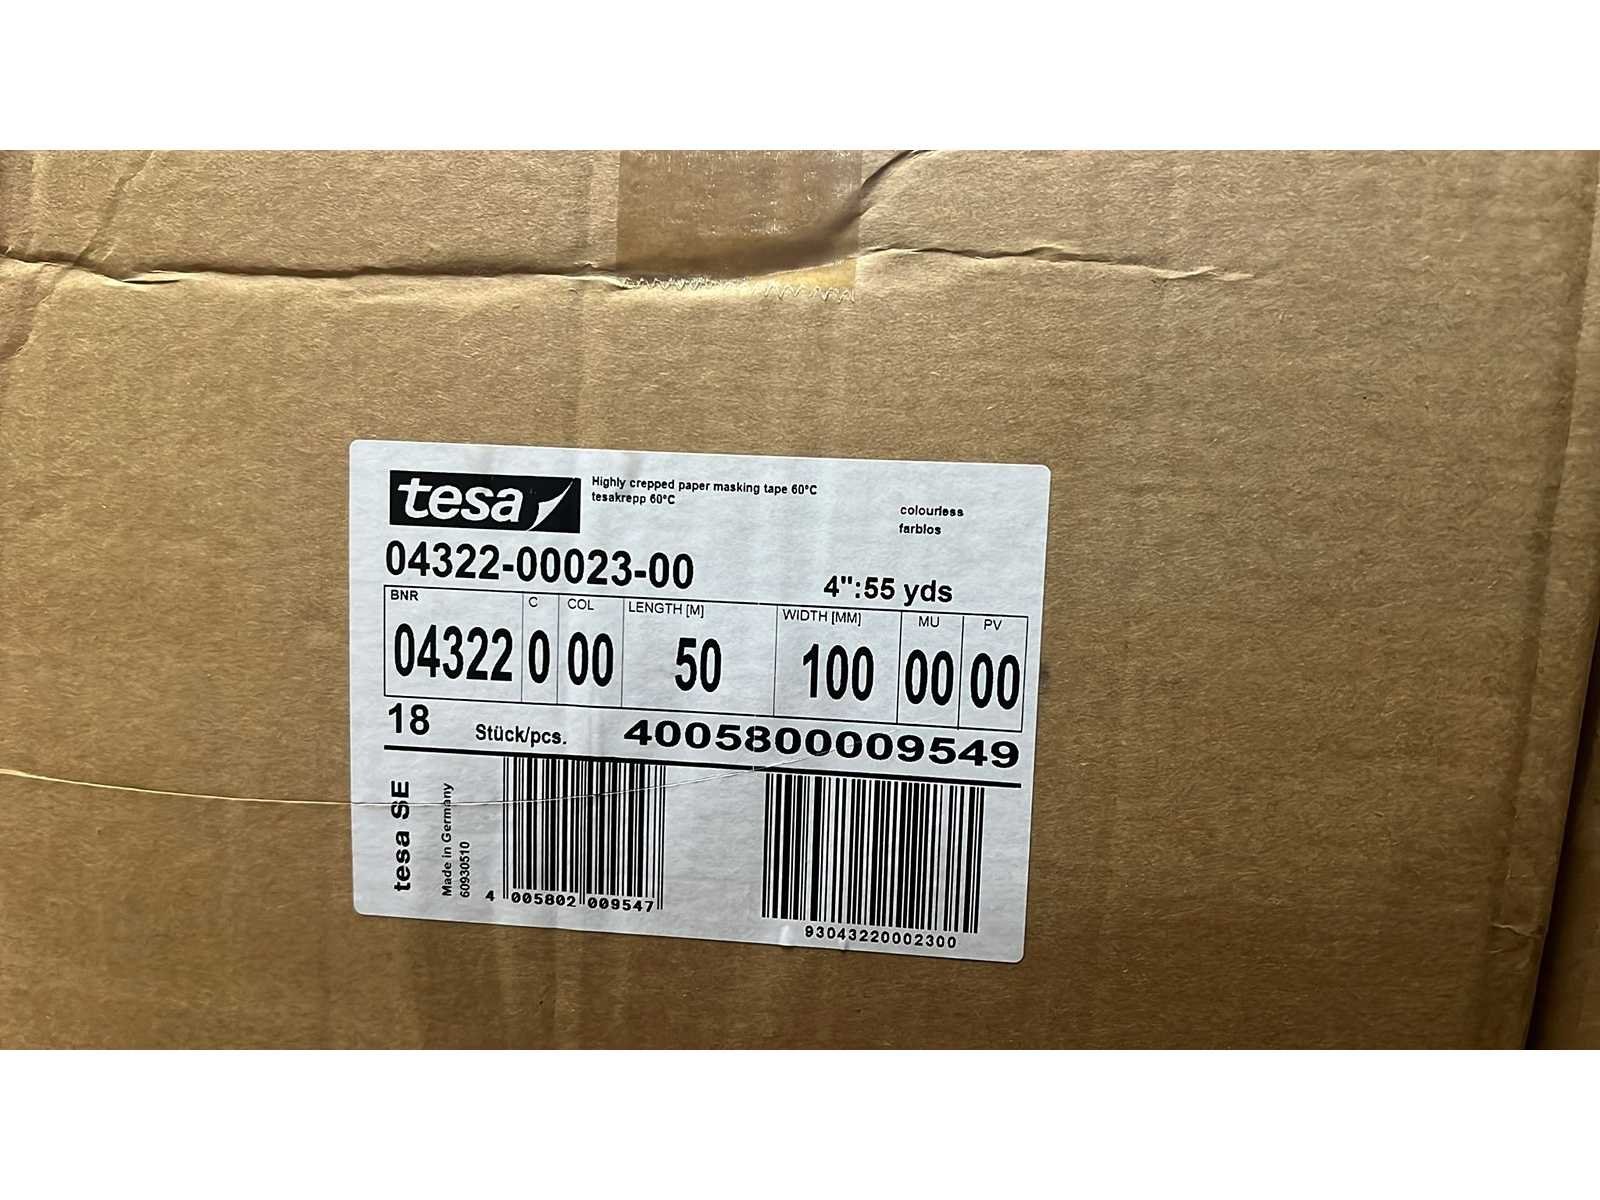 tesa
Highly crepped paper masking tape 60°C
tesakrepp 60°C
colourless
farblos
04322-00023-00
4":55 yds
BNR C COL LENGTH [M] WIDTH [MM] MU PV
04322 0 00 50 100 00 00
18 Stück/pcs. 4005800009549
tesa SE
Made in Germany
60930510
4 005802 009547
93043220002300